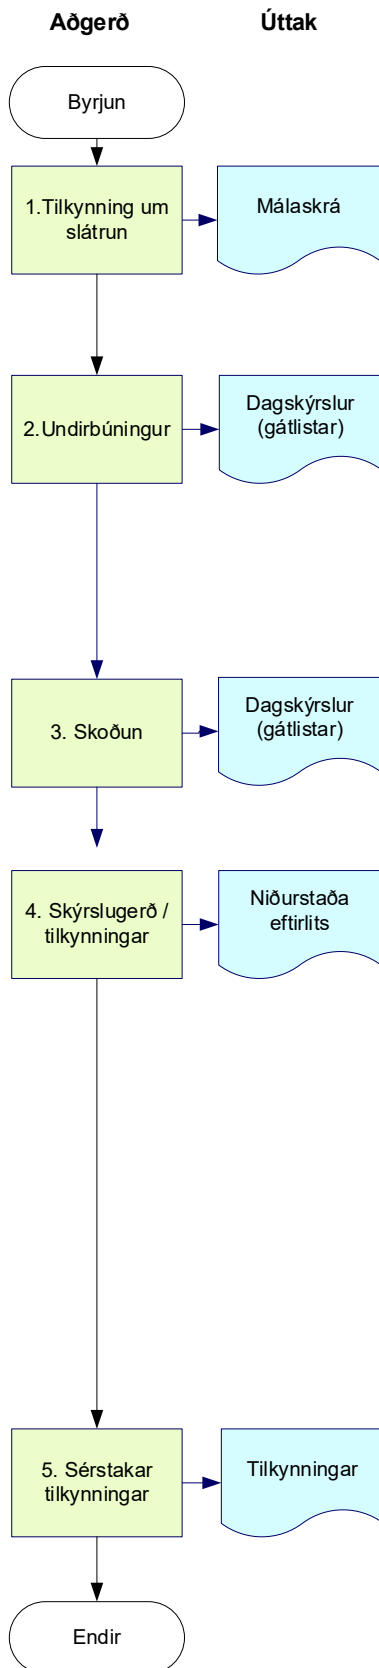 Aðgerð
Úttak
Byrjun
1.Tilkynning um
slátrun
Málaskrá
2.Undirbúningur
Dagskýrslur
(gátlistar)
3. Skoðun
Dagskýrslur
(gátlistar)
4. Skýrslugerð /
tilkynningar
Niðurstaða
eftirlits
5. Sérstakar
tilkynningar
Tilkynningar
Endir